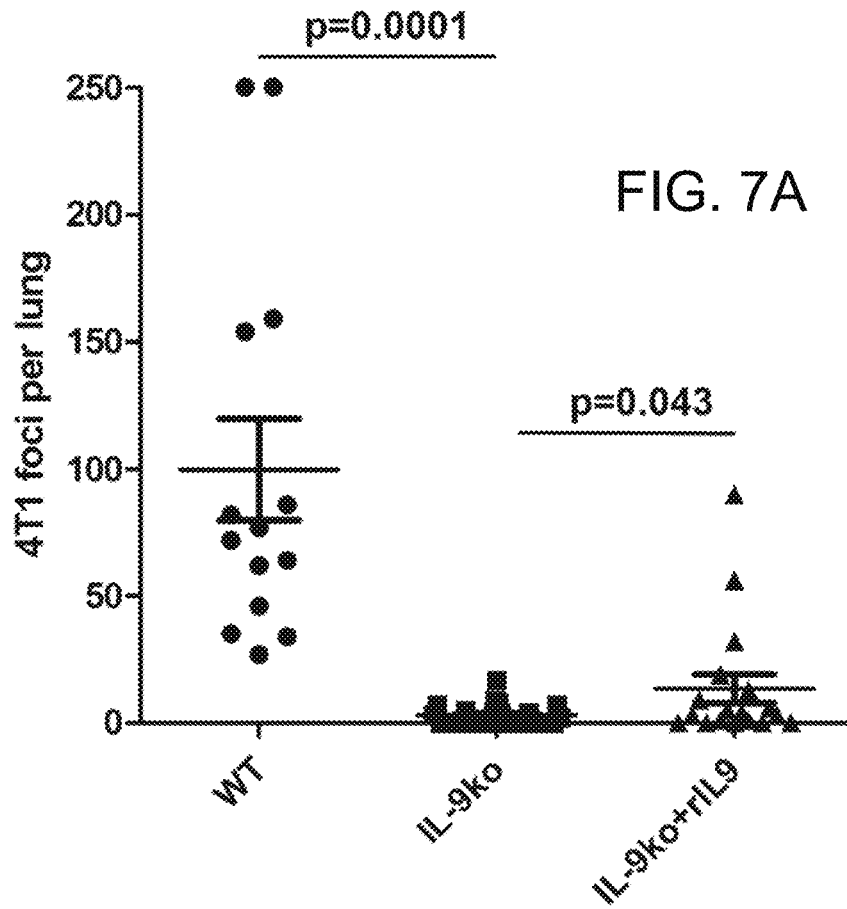 p=0.0001
250
200
150
100
50
0
4T1 foci per lung
FIG. 7A
p=0.043
WT
IL-9ko
IL-9ko+rIL9